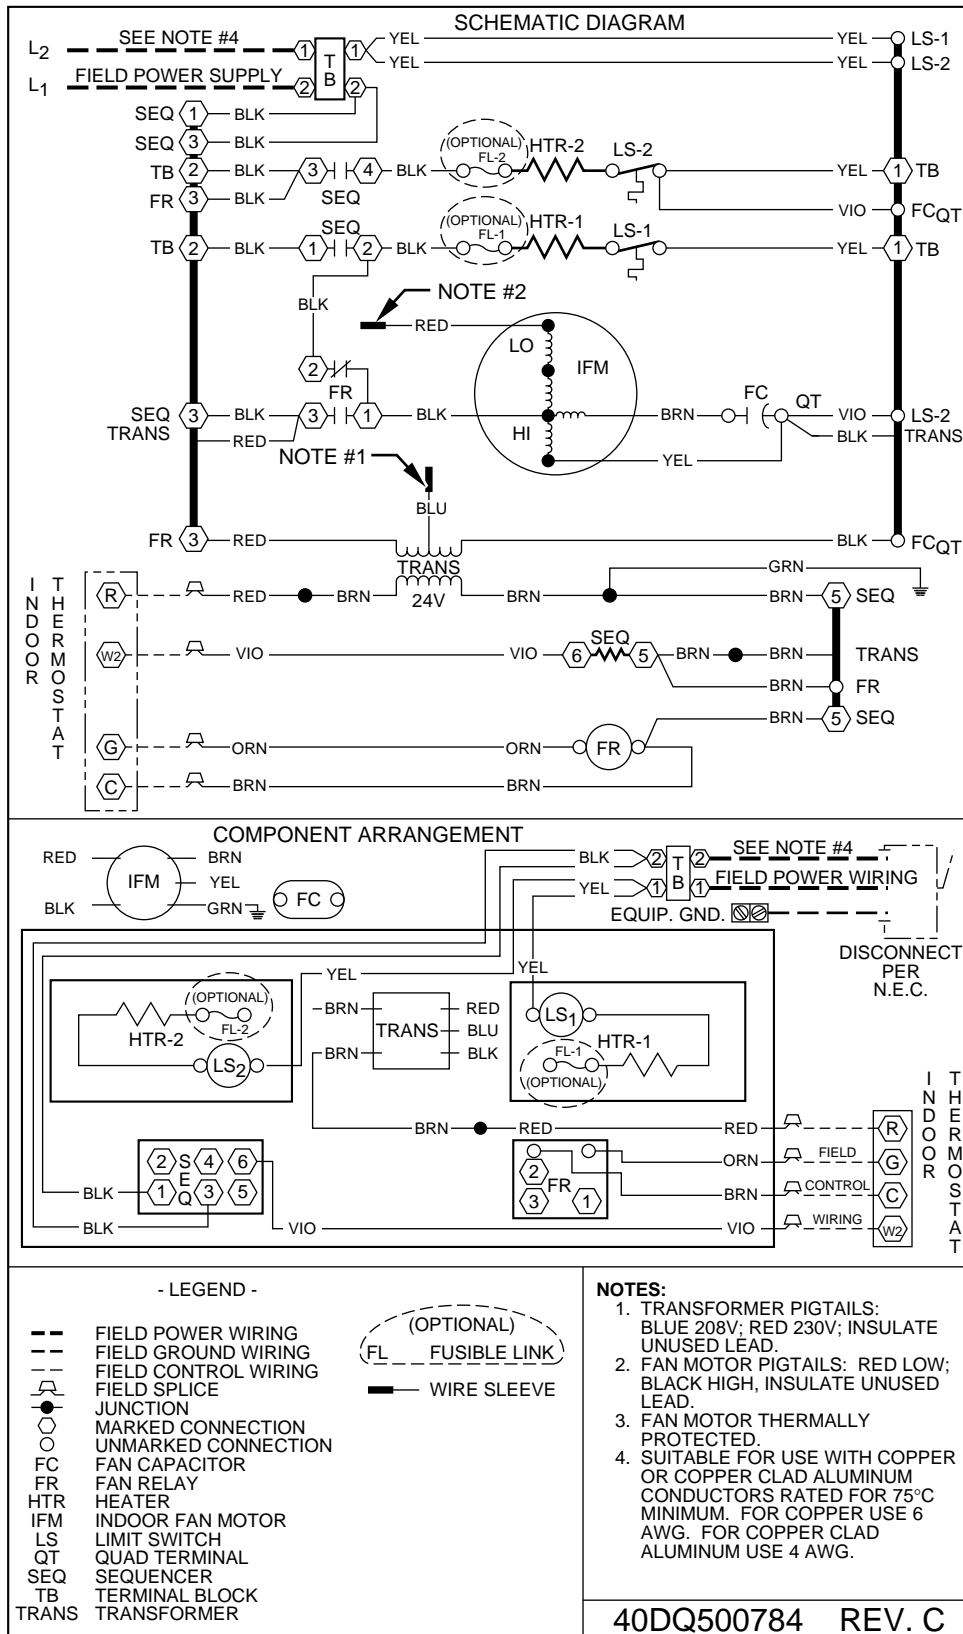 SCHEMATIC DIAGRAM
L2 SEE NOTE #4 1 T B 1 YEL YEL LS-1
YEL YEL LS-2
L1 FIELD POWER SUPPLY 2 2
SEQ 1 BLK
SEQ 3 BLK
(OPTIONAL) HTR-2 LS-2
TB 2 BLK 3 4 BLK FL-2 YEL 1 TB
FR 3 BLK SEQ
VIO FCQT
SEQ (OPTIONAL) HTR-1 LS-1
TB 2 BLK 1 2 BLK FL-1 YEL 1 TB
BLK NOTE #2
RED LO IFM
2
FR
SEQ 3 BLK 3 1 BLK BRN FC QT VIO LS-2
TRANS RED HI BLK TRANS
NOTE #1 YEL
BLU
FR 3 RED BLK FCQT
TRANS
24V
GRN
INDOOR THERMOSTAT
R RED BRN BRN BRN 5 SEQ
W2 VIO VIO 6 SEQ 5 BRN BRN TRANS
BRN FR
BRN 5 SEQ
G ORN ORN FR
C BRN BRN
COMPONENT ARRANGEMENT
RED BRN
IFM YEL
BLK GRN
FC
BLK 2 T B 2 SEE NOTE #4
YEL 1 1 FIELD POWER WIRING
EQUIP. GND.
DISCONNECT
PER
N.E.C.
YEL YEL
(OPTIONAL)
HTR-2 FL-2
LS2
BRN RED
TRANS BLU
BRN BLK
LS1
FL-1 HTR-1
(OPTIONAL)
BRN RED RED R
ORN FIELD G
BRN CONTROL C
VIO VIO WIRING W2
INDOOR THERMOSTAT
2 S 4 6
E
1 Q 3 5
BLK
BLK
2 FR
3 1
- LEGEND -
FIELD POWER WIRING
FIELD GROUND WIRING
FIELD CONTROL WIRING
FIELD SPLICE
JUNCTION
MARKED CONNECTION
UNMARKED CONNECTION
FC FAN CAPACITOR
FR FAN RELAY
HTR HEATER
IFM INDOOR FAN MOTOR
LS LIMIT SWITCH
QT QUAD TERMINAL
SEQ SEQUENCER
TB TERMINAL BLOCK
TRANS TRANSFORMER
(OPTIONAL)
FL FUSIBLE LINK
WIRE SLEEVE
NOTES:
1. TRANSFORMER PIGTAILS:
BLUE 208V; RED 230V; INSULATE
UNUSED LEAD.
2. FAN MOTOR PIGTAILS: RED LOW;
BLACK HIGH, INSULATE UNUSED
LEAD.
3. FAN MOTOR THERMALLY
PROTECTED.
4. SUITABLE FOR USE WITH COPPER
OR COPPER CLAD ALUMINUM
CONDUCTORS RATED FOR 75°C
MINIMUM. FOR COPPER USE 6
AWG. FOR COPPER CLAD
ALUMINUM USE 4 AWG.
40DQ500784 REV. C